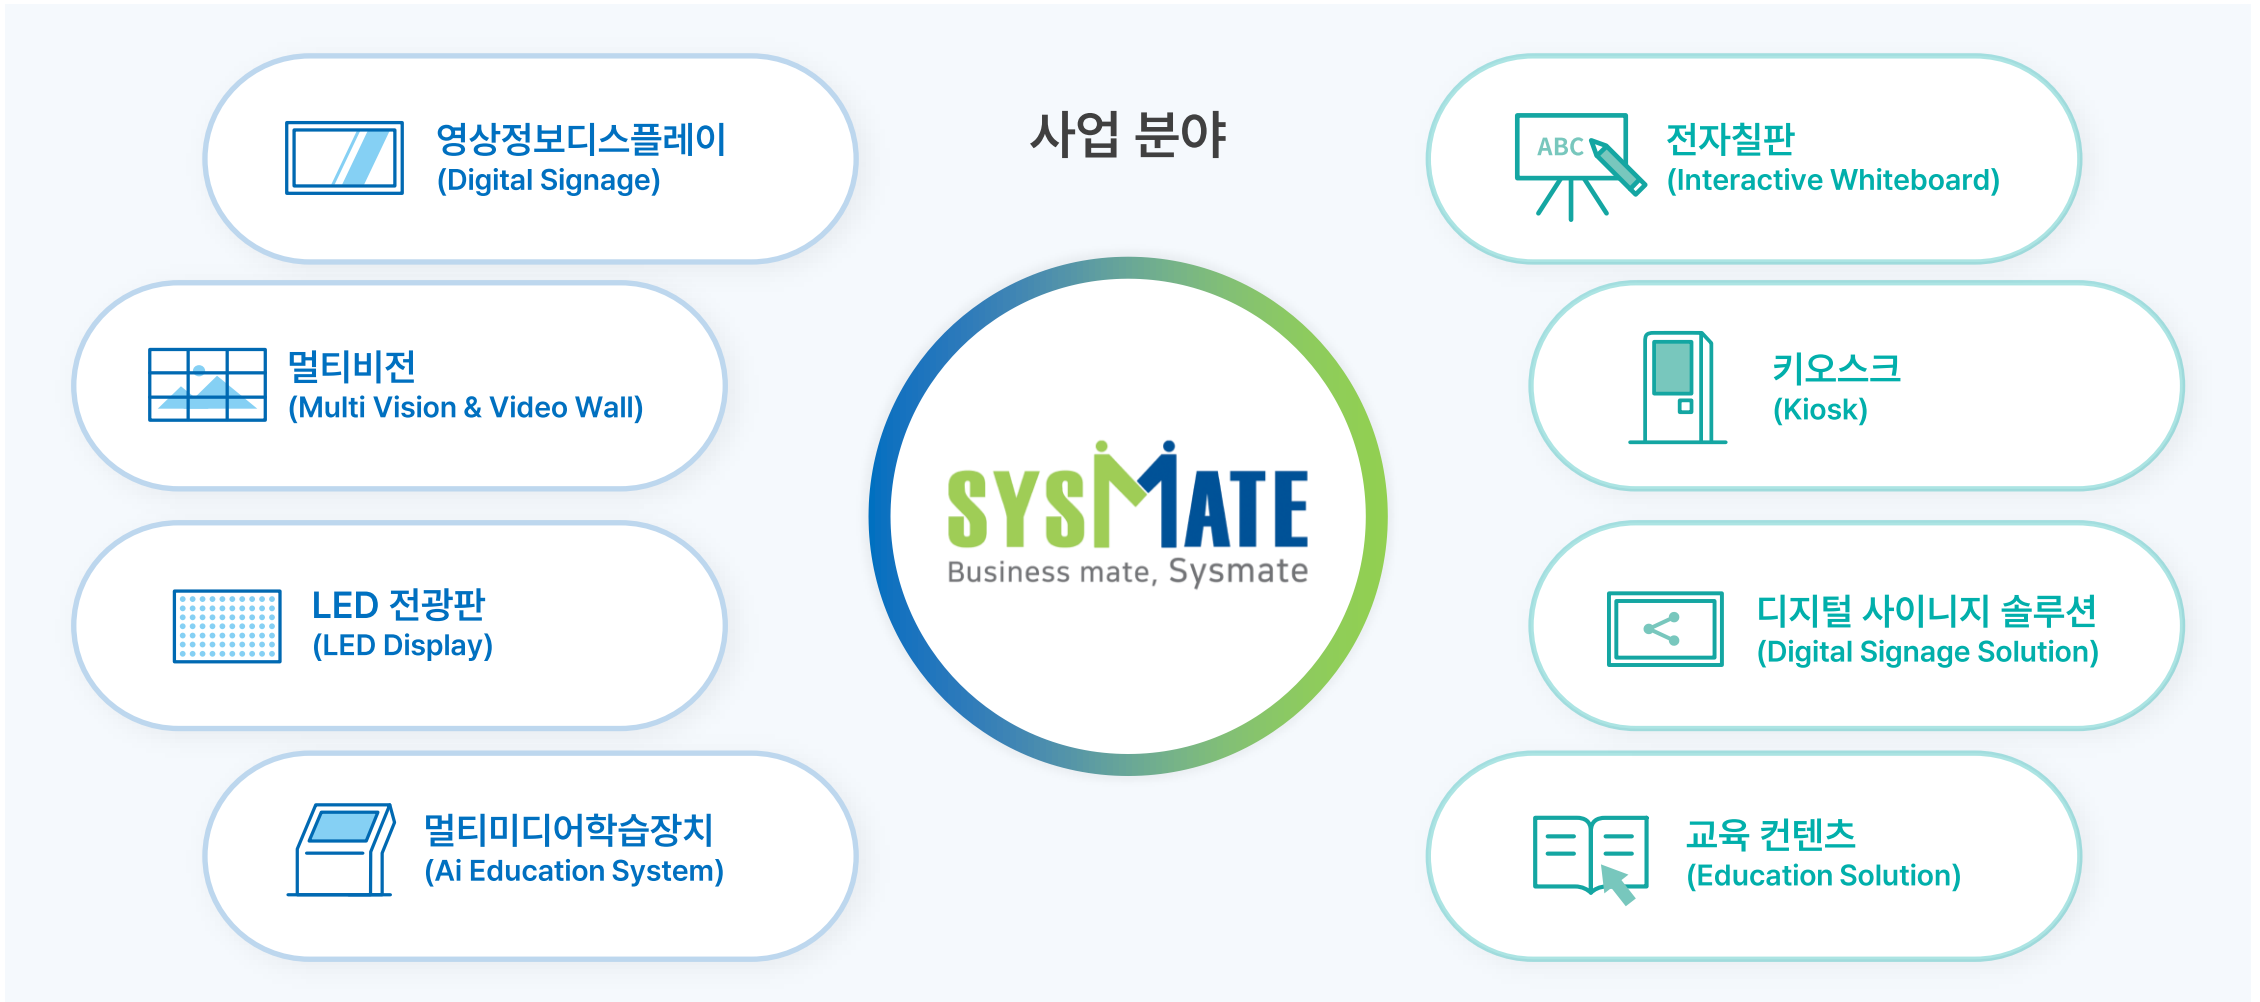 사업 분야
영상정보디스플레이
(Digital Signage)
멀티비전
(Multi Vision & Video Wall)
LED 전광판
(LED Display)
멀티미디어학습장치
(Ai Education System)
SYSMATE
Business mate, Sysmate
ABC
전자칠판
(Interactive Whiteboard)
키오스크
(Kiosk)
디지털 사이니지 솔루션
(Digital Signage Solution)
교육 컨텐츠
(Education Solution)